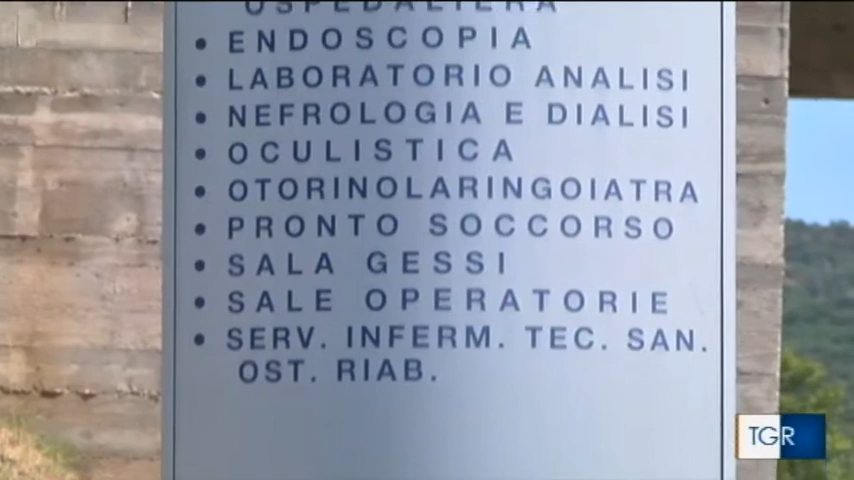 OSPEDALIERA
• ENDOSCOPIA
• LABORATORIO ANALISI
• NEFROLOGIA E DIALISI
• OCULISTICA
• OTORINOLARINGOIATRA
• PRONTO SOCCORSO
• SALA GESSI
• SALE OPERATORIE
• SERV. INFERM. TEC. SAN.
OST. RIAB.
TGR